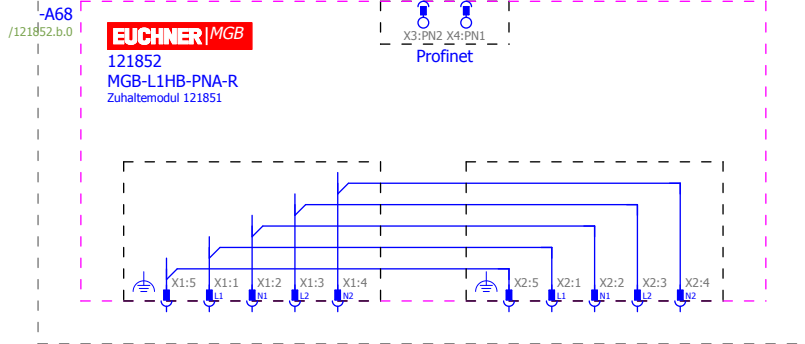 -A68
/121852.b.0
EUCHNER MGB
X3:PN2 X4:PN1
Profinet
121852
MGB-L1HB-PNA-R
Zuhaltemodul 121851
X1:5 X1:1 X1:2 X1:3 X1:4 X2:5 X2:1 X2:2 X2:3 X2:4
L1 N1 L2 N2 L1 N1 L2 N2